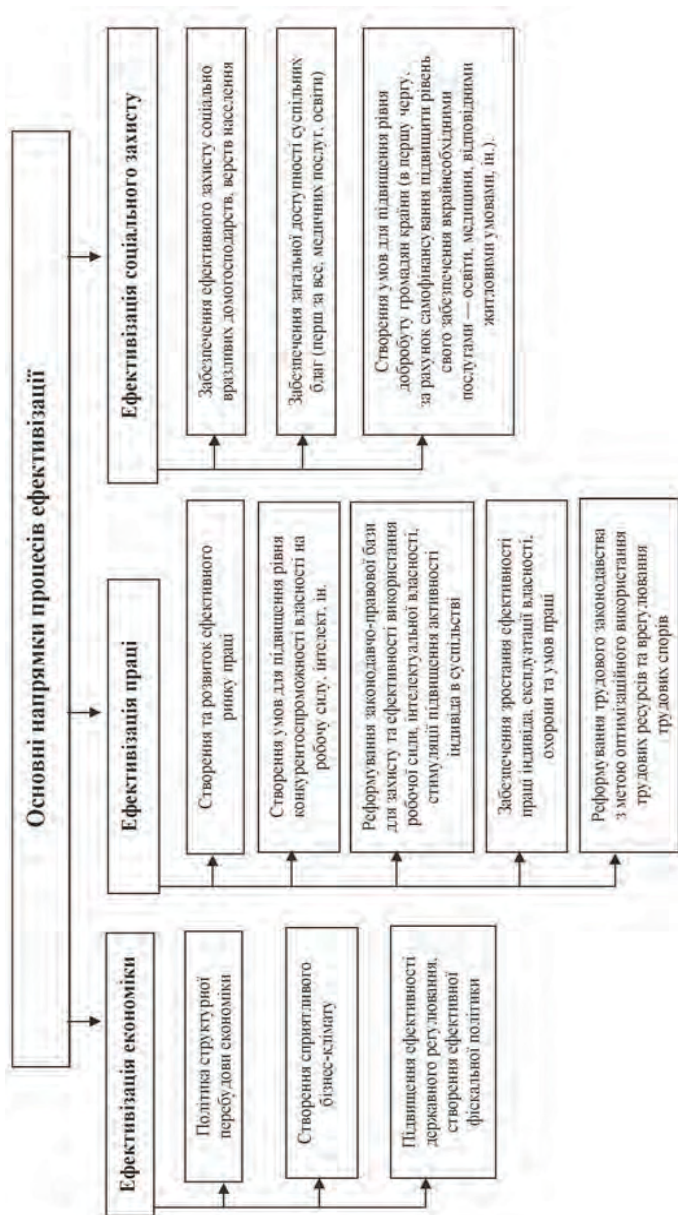 Основні напрямки процесів ефективізації
Ефективізація економіки
Політика структурної
перебудови економіки
Створення сприятливого
бізнес-клімату
Підвищення ефективності
державного регулювання,
створення ефективної
фіскальної політики
Ефективізація праці
Створення та розвиток ефективного
ринку праці
Створення умов для підвищення рівня
конкурентоспроможності власності на
робочу силу, інтелект, ін.
Реформування законодавчо-правової бази
для захисту та ефективності використання
робочої сили, інтелектуальної власності,
стимуляції підвищення активності
індивіда в суспільстві
Забезпечення зростання ефективності
праці індивіда, експлуатації власності,
охорони та умов праці
Реформування трудового законодавства
з метою оптимізаційного використання
трудових ресурсів та врегулювання
трудових спорів
Ефективізація соціального захисту
Забезпечення ефективного захисту соціально
вразливих домогосподарств, верств населення
Забезпечення загальної доступності суспільних
благ (перш за все, медичних послуг, освіти)
Створення умов для підвищення рівня
добробуту громадян країни (в першу чергу,
за рахунок самофінансування підвищити рівень
свого забезпечення вкрайнеобхідними
послугами — освіти, медицини, відповідними
житловими умовами, ін.).